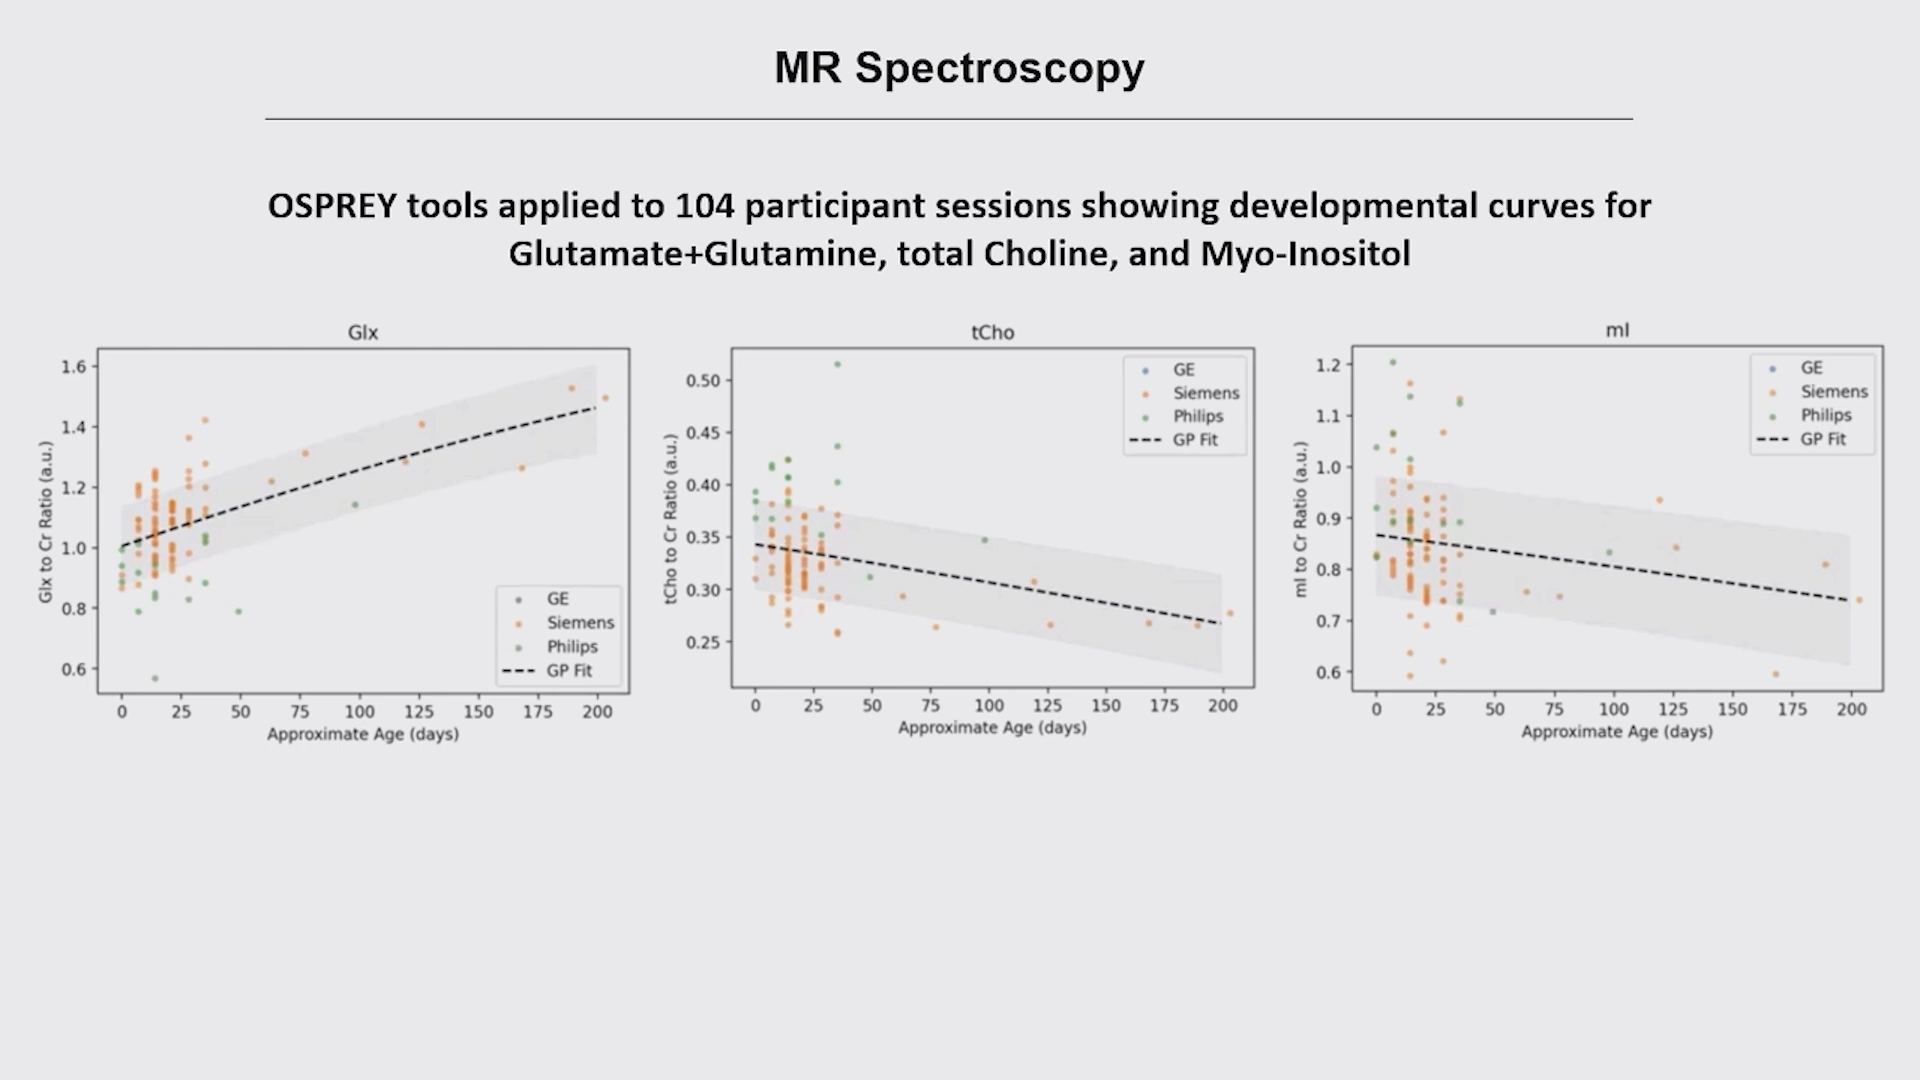 MR Spectroscopy
OSPREY tools applied to 104 participant sessions showing developmental curves for
Glutamate+Glutamine, total Choline, and Myo-Inositol
Glx
Glx to Cr Ratio (a.u.)
1.6
1.4
1.2
1.0
0.8
0.6
GE
Siemens
Philips
GP Fit
0 25 50 75 100 125 150 175 200
Approximate Age (days)
tCho
tCho to Cr Ratio (a.u.)
0.50
0.45
0.40
0.35
0.30
0.25
GE
Siemens
Philips
GP Fit
0 25 50 75 100 125 150 175 200
Approximate Age (days)
mI
mI to Cr Ratio (a.u.)
1.2
1.1
1.0
0.9
0.8
0.7
0.6
GE
Siemens
Philips
GP Fit
0 25 50 75 100 125 150 175 200
Approximate Age (days)